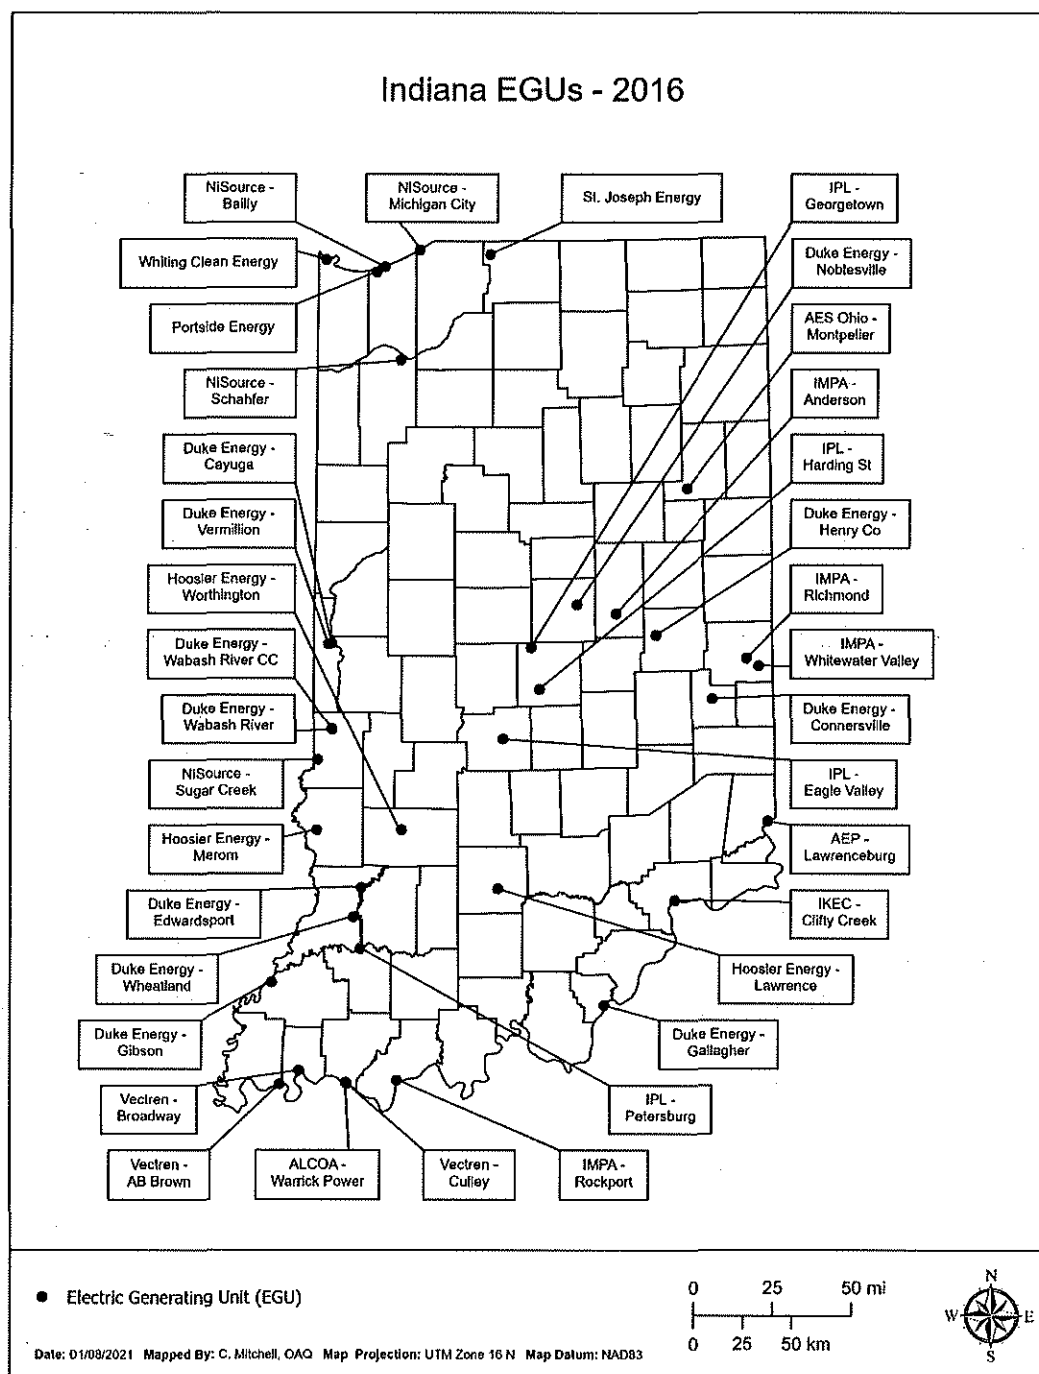 Indiana EGUs - 2016
NiSource -
Bailly
NiSource -
Michigan City
St. Joseph Energy
IPL -
Georgetown
Whiting Clean Energy
Duke Energy -
Noblesville
Portside Energy
AES Ohio -
Montpelier
NiSource -
Schahfer
IMPA -
Anderson
Duke Energy -
Cayuga
IPL -
Harding St
Duke Energy -
Vermillion
Duke Energy -
Henry Co
Hoosier Energy -
Worthington
IMPA -
Richmond
Duke Energy -
Wabash River CC
IMPA -
Whitewater Valley
Duke Energy -
Wabash River
Duke Energy -
Connersville
NiSource -
Sugar Creek
IPL -
Eagle Valley
Hoosier Energy -
Merom
AEP -
Lawrenceburg
Duke Energy -
Edwardsport
IKEC -
Clifty Creek
Duke Energy -
Wheatland
Hoosier Energy -
Lawrence
Duke Energy -
Gibson
Duke Energy -
Gallagher
Vectren -
Broadway
IPL -
Petersburg
Vectren -
AB Brown
ALCOA -
Warrick Power
Vectren -
Culley
IMPA -
Rockport
Electric Generating Unit (EGU)
0 25 50 mi
0 25 50 km
N
W E
S
Date: 01/08/2021 Mapped By: C. Mitchell, OAQ Map Projection: UTM Zone 16 N Map Datum: NAD83